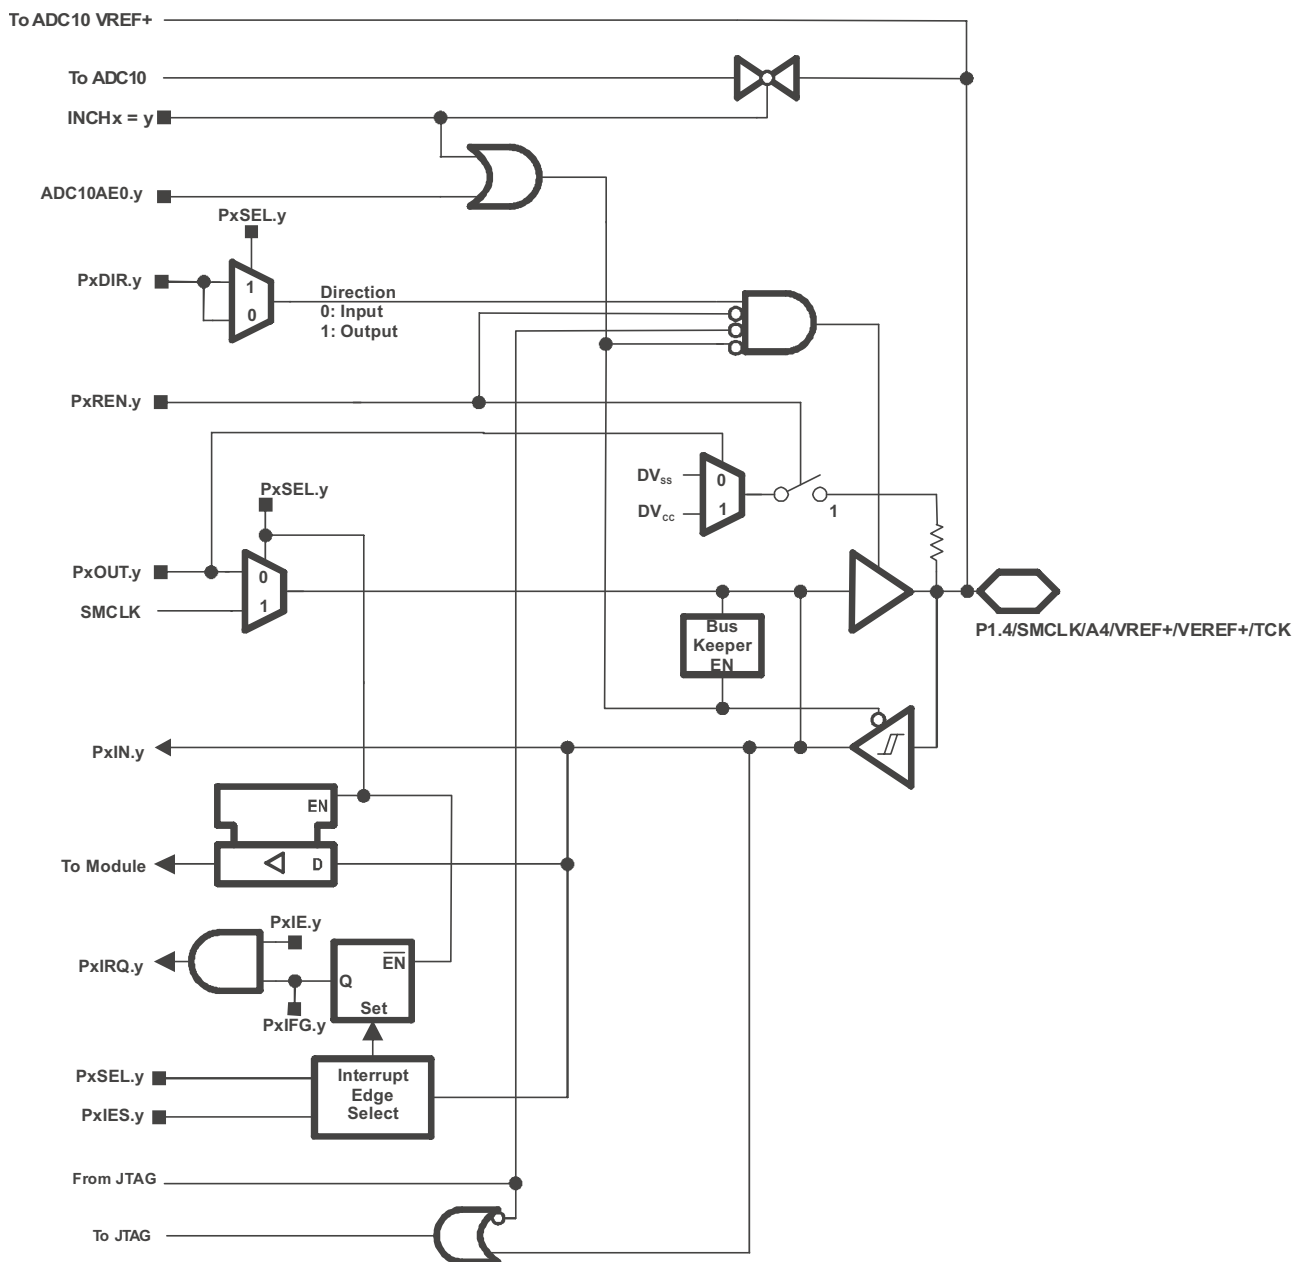 To ADC10 VREF+
To ADC10
INCHx = y
ADC10AE0.y
PxSEL.y
PxDIR.y
1
0
Direction
0: Input
1: Output
PxREN.y
DVss
0
DVcc
1
1
PxSEL.y
PxOUT.y
0
SMCLK
1
Bus
Keeper
EN
P1.4/SMCLK/A4/VREF+/VEREF+/TCK
PxIN.y
EN
To Module
D
PxIE.y
PxIRQ.y
EN
Q
Set
PxIFG.y
PxSEL.y
PxIES.y
Interrupt
Edge
Select
From JTAG
To JTAG